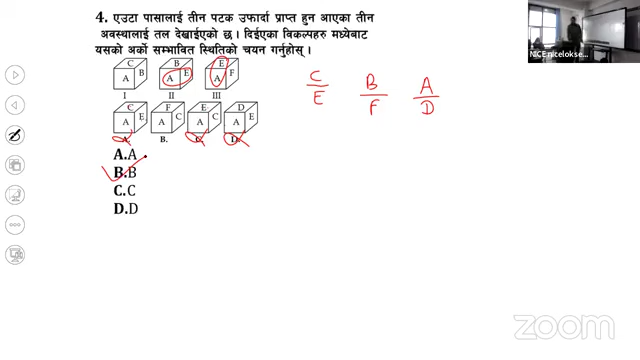 4. एउटा पासालाई तीन पटक उफार्दा प्राप्त हुन आएका तीन
अवस्थालाई तल देखाईएको छ। दिईएका विकल्पहरु मध्येबाट
यसको अर्को सम्भावित स्थितिको चयन गर्नुहोस्।
C A B B A E E A F
I II III
C A E F A C E A C D A E
A. B. C. D.
A.A
B.B
C.C
D.D
C B A
E F D
NICE nicelokse...
zoom